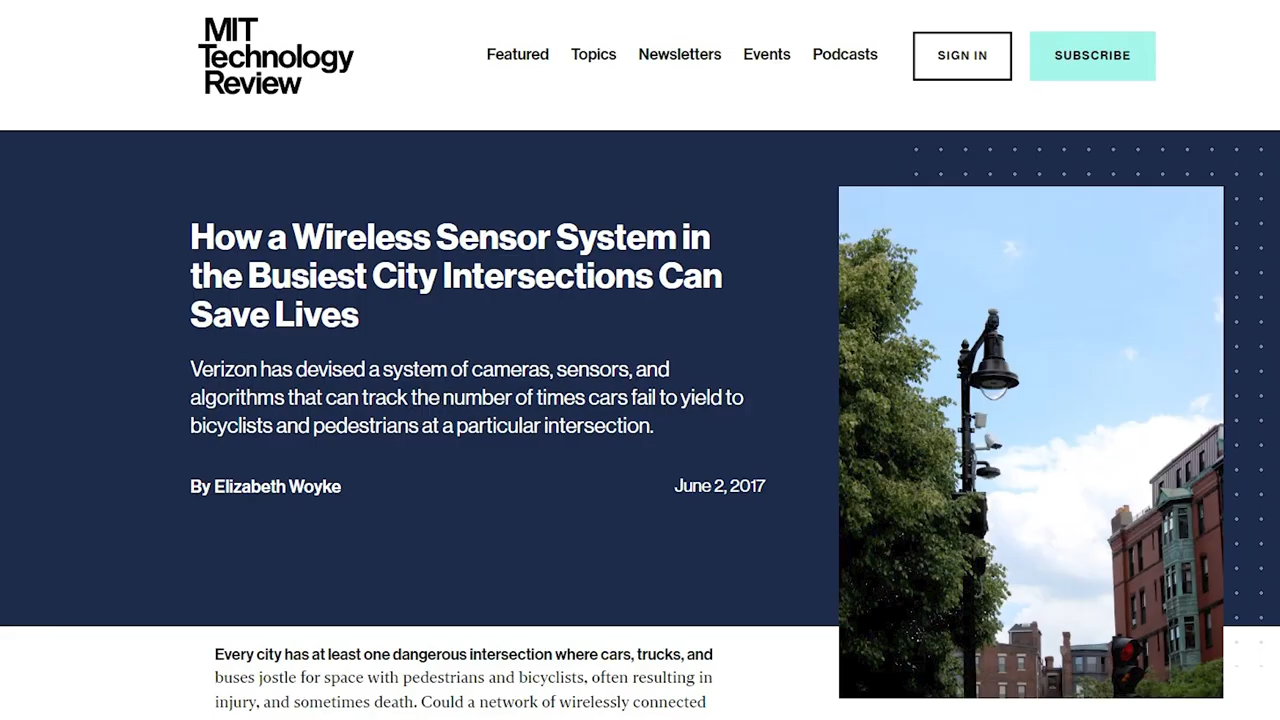 MIT
Technology
Review
Featured Topics Newsletters Events Podcasts SIGN IN SUBSCRIBE
How a Wireless Sensor System in
the Busiest City Intersections Can
Save Lives
Verizon has devised a system of cameras, sensors, and
algorithms that can track the number of times cars fail to yield to
bicyclists and pedestrians at a particular intersection.
By Elizabeth Woyke June 2, 2017
Every city has at least one dangerous intersection where cars, trucks, and
buses jostle for space with pedestrians and bicyclists, often resulting in
injury, and sometimes death. Could a network of wirelessly connected